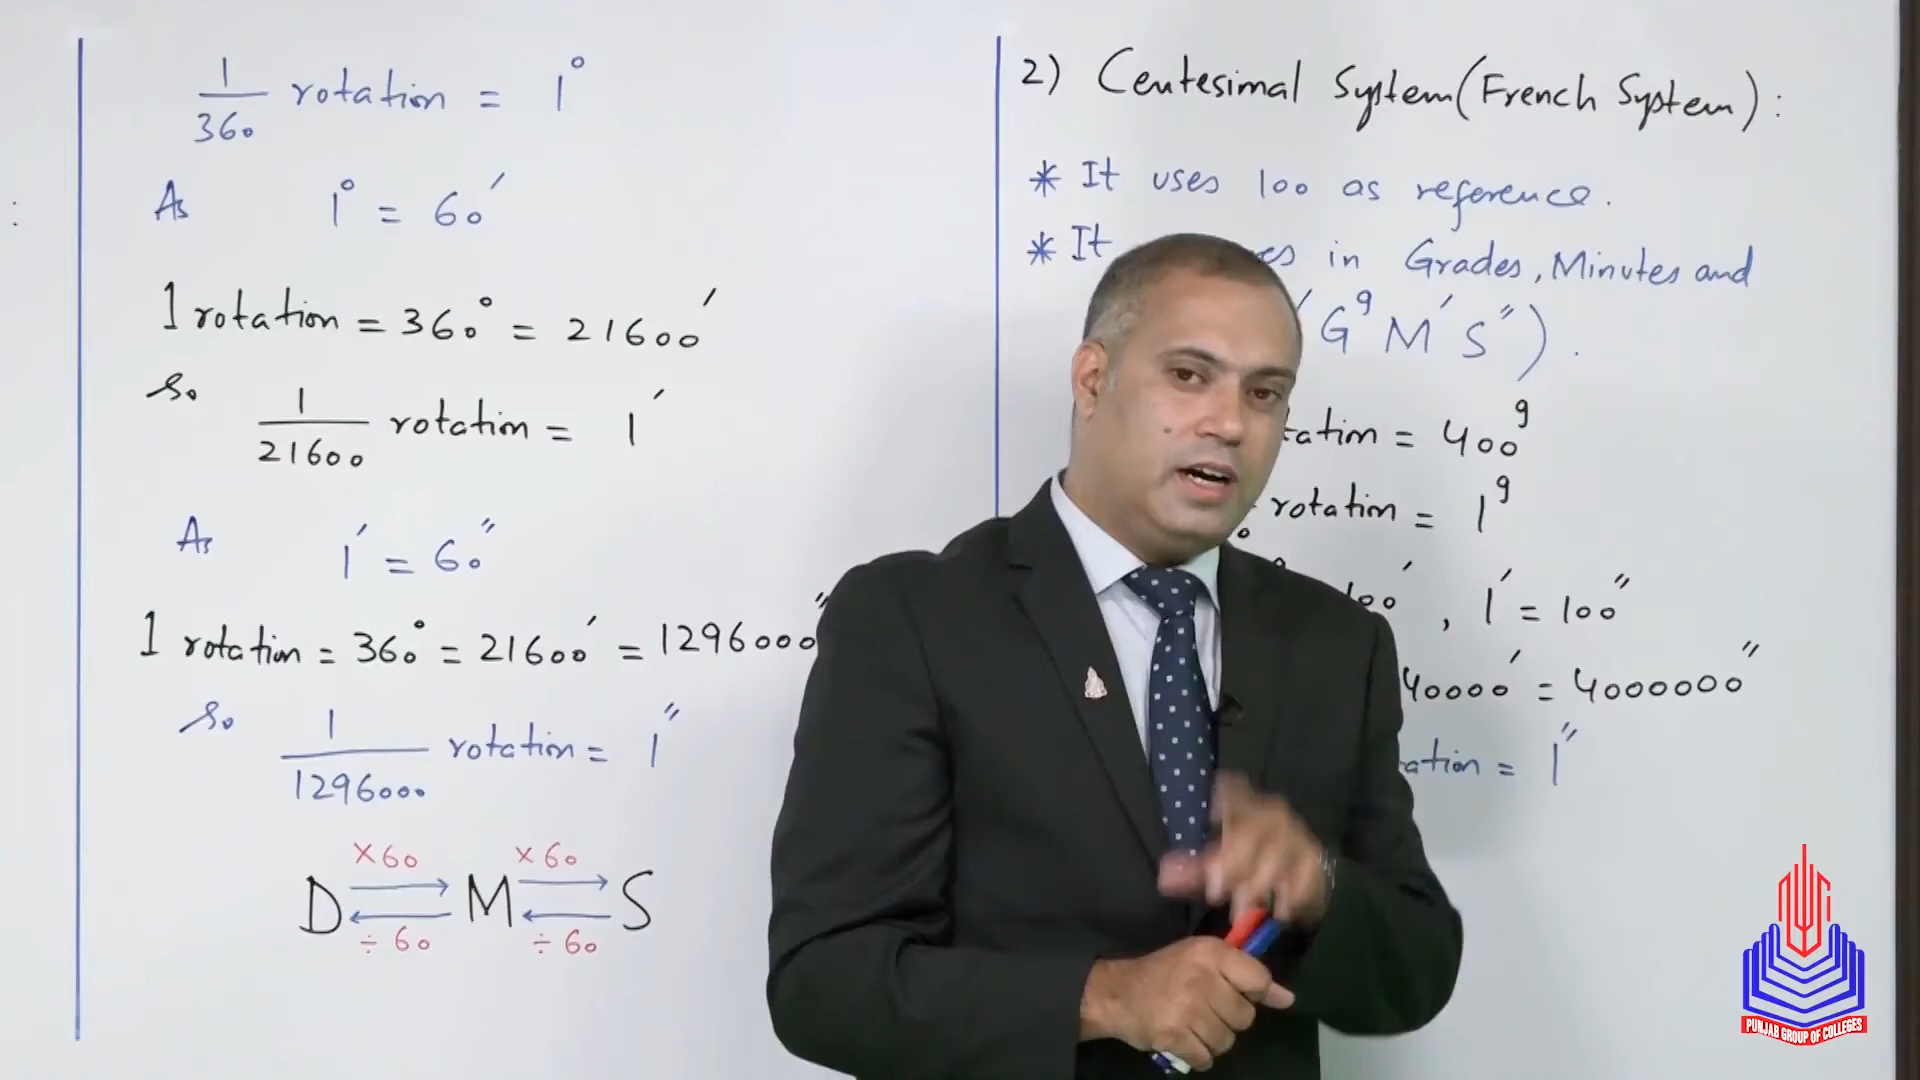 1/360 rotation = 1°
As 1° = 60′
1 rotation = 360° = 21600′
So 1/21600 rotation = 1′
As 1′ = 60″
1 rotation = 360° = 21600′ = 1296000″
So 1/1296000 rotation = 1″
×60 ×60
D M S
÷60 ÷60
2) Centesimal System (French System) :
* It uses 100 as reference.
* It in Grades, Minutes and
G^g M′ S″).
= 400^g
rotation = 1^g
, 1′ = 100″
40000′ = 4000000″
= 1″
PUNJAB GROUP OF COLLEGES